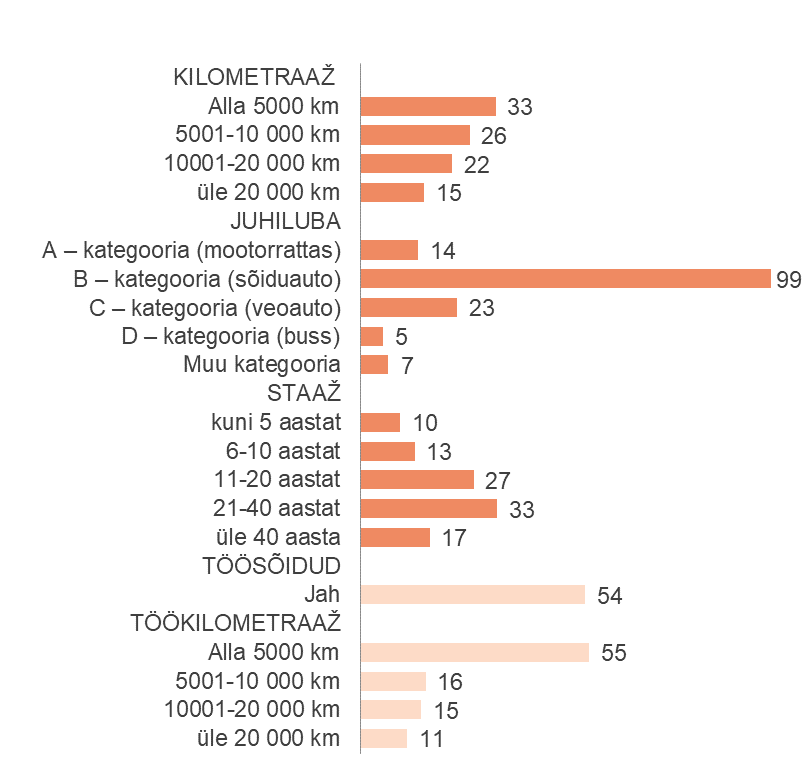 KILOMETRAAŽ
Alla 5000 km 33
5001-10 000 km 26
10001-20 000 km 22
üle 20 000 km 15
JUHILUBA
A – kategooria (mootorrattas) 14
B – kategooria (sõiduauto) 99
C – kategooria (veoauto) 23
D – kategooria (buss) 5
Muu kategooria 7
STAAŽ
kuni 5 aastat 10
6-10 aastat 13
11-20 aastat 27
21-40 aastat 33
üle 40 aasta 17
TÖÖSÕIDUD
Jah 54
TÖÖKILOMETRAAŽ
Alla 5000 km 55
5001-10 000 km 16
10001-20 000 km 15
üle 20 000 km 11